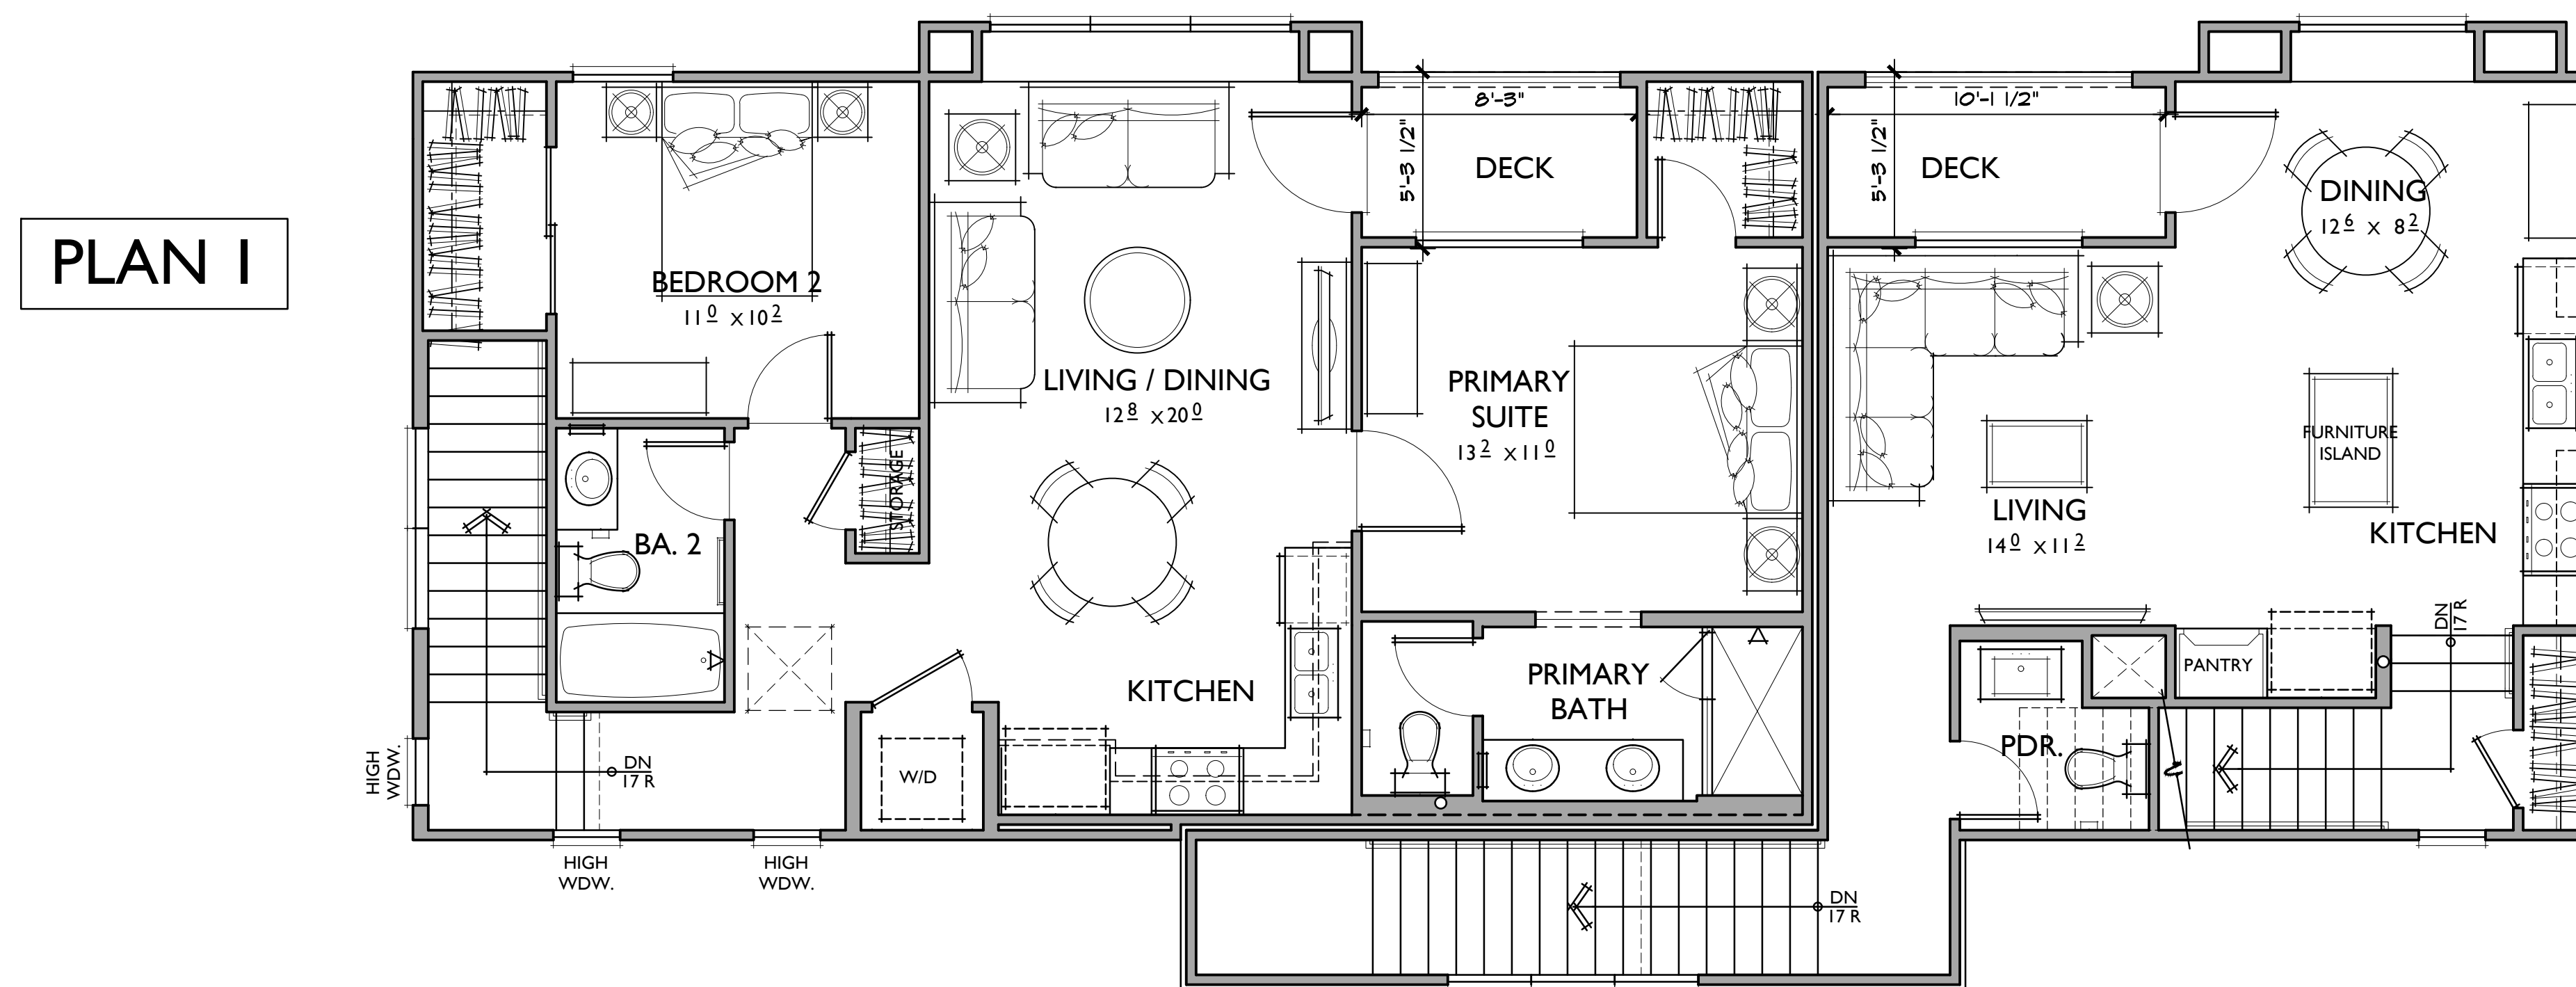 PLAN 1
BEDROOM 2
11⁰ X 10²
8'-3"
5'-3 1/2"
DECK
10'-1 1/2"
5'-3 1/2"
DECK
DINING
12⁶ X 8²
LIVING / DINING
12⁸ X 20⁰
PRIMARY
SUITE
13² X 11⁰
STORAGE
BA. 2
LIVING
14⁰ X 11²
FURNITURE
ISLAND
KITCHEN
KITCHEN
PRIMARY
BATH
PANTRY
DN
17 R
PDR.
HIGH
WDW.
DN
17 R
W/D
HIGH
WDW.
HIGH
WDW.
DN
17 R